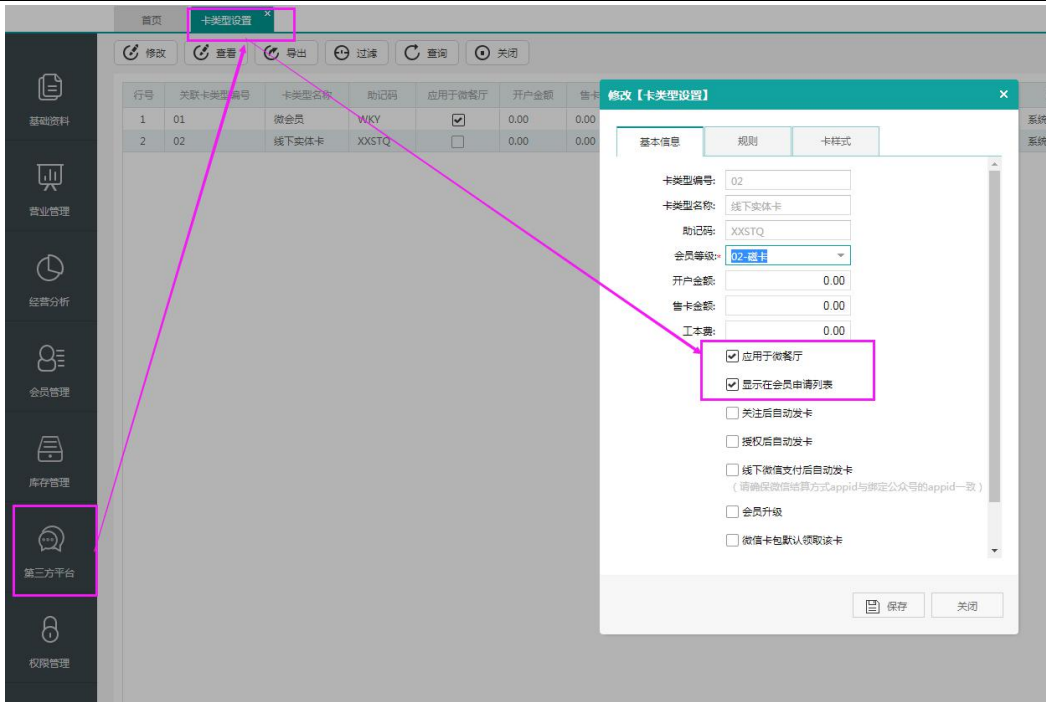 首页 卡类型设置 ×
修改 查看 导出 过滤 查询 关闭
行号 关联卡类型编号 卡类型名称 助记码 应用于微餐厅 开户金额 售卡
1 01 微会员 WKY 0.00 0.00 系统
2 02 线下实体卡 XXSTQ 0.00 0.00 系统
基础资料
营业管理
经营分析
会员管理
库存管理
第三方平台
权限管理
修改【卡类型设置】 ×
基本信息 规则 卡样式
卡类型编号: 02
卡类型名称: 线下实体卡
助记码: XXSTQ
会员等级:* 02-磁卡
开户金额: 0.00
售卡金额: 0.00
工本费: 0.00
应用于微餐厅
显示在会员申请列表
关注后自动发卡
授权后自动发卡
线下微信支付后自动发卡
(请确保微信结算方式appid与绑定公众号的appid一致)
会员升级
微信卡包默认领取该卡
保存 关闭